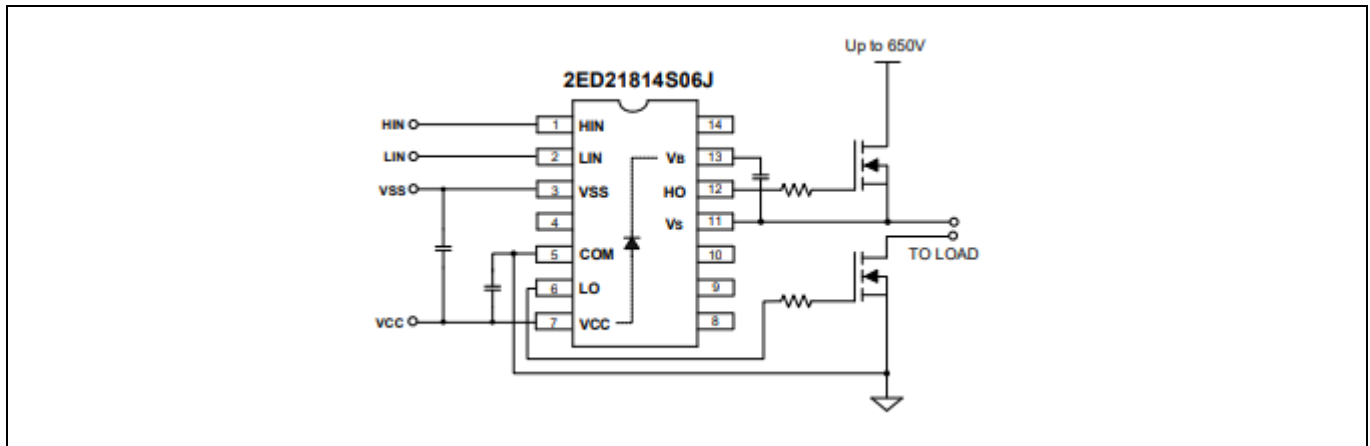 Up to 650V
2ED21814S06J
HIN 1 HIN 14
LIN 2 LIN VB 13
VSS 3 VSS HO 12
4 VS 11
5 COM 10
TO LOAD
6 LO 9
VCC 7 VCC 8